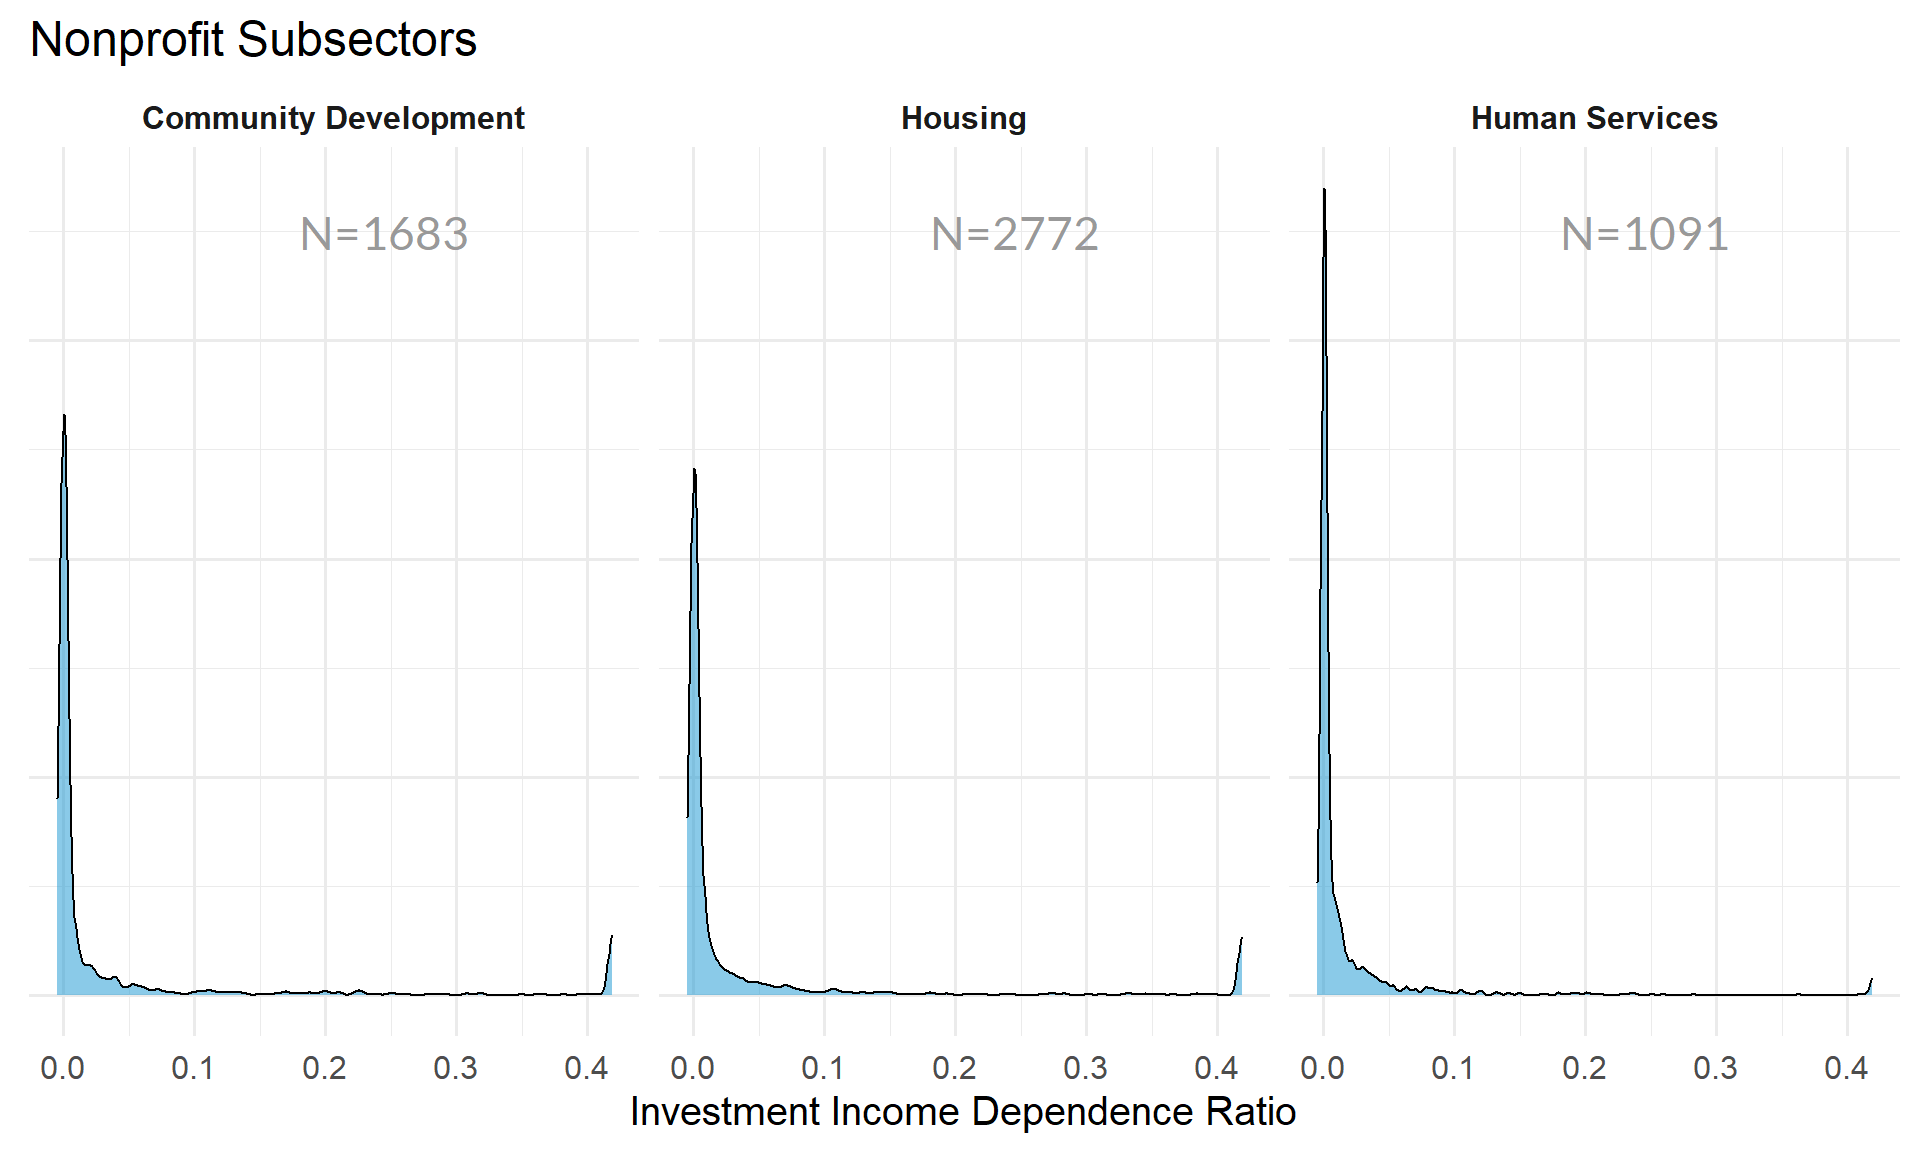 Nonprofit Subsectors
Community Development Housing Human Services
N=1683 N=2772 N=1091
0.0 0.1 0.2 0.3 0.4 0.0 0.1 0.2 0.3 0.4 0.0 0.1 0.2 0.3 0.4
Investment Income Dependence Ratio